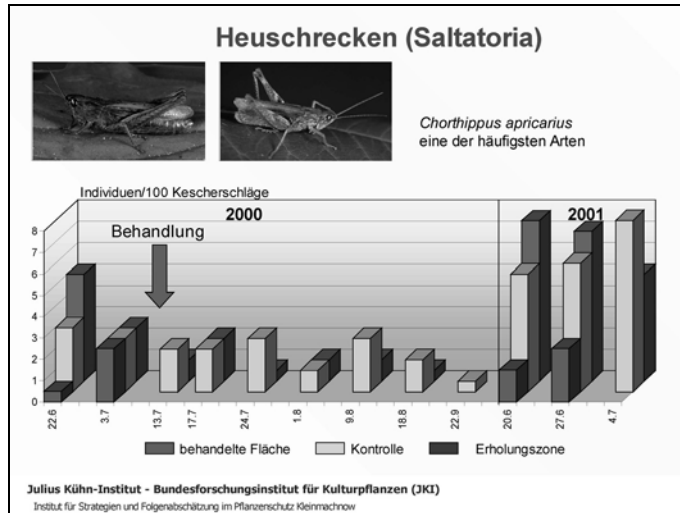 Heuschrecken (Saltatoria)
Chorthippus apricarius
eine der häufigsten Arten
Individuen/100 Kescherschläge
2000
2001
Behandlung
8
7
6
5
4
3
2
1
0
22.6
3.7
13.7
17.7
24.7
1.8
9.8
18.8
22.9
20.6
27.6
4.7
behandelte Fläche
Kontrolle
Erholungszone
Julius Kühn-Institut - Bundesforschungsinstitut für Kulturpflanzen (JKI)
Institut für Strategien und Folgenabschätzung im Pflanzenschutz Kleinmachnow